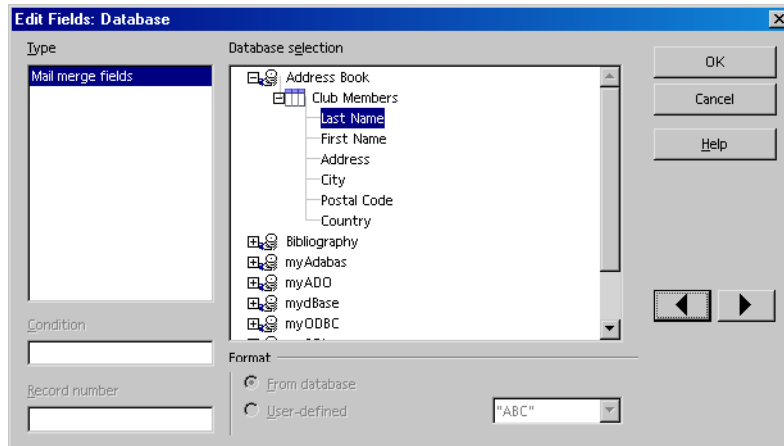 Edit Fields: Database
Type
Mail merge fields
Condition
Record number
Database selection
Address Book
Club Members
Last Name
First Name
Address
City
Postal Code
Country
Bibliography
myAdabas
myADO
mydBase
myODBC
Format
From database
User-defined
"ABC"
OK
Cancel
Help